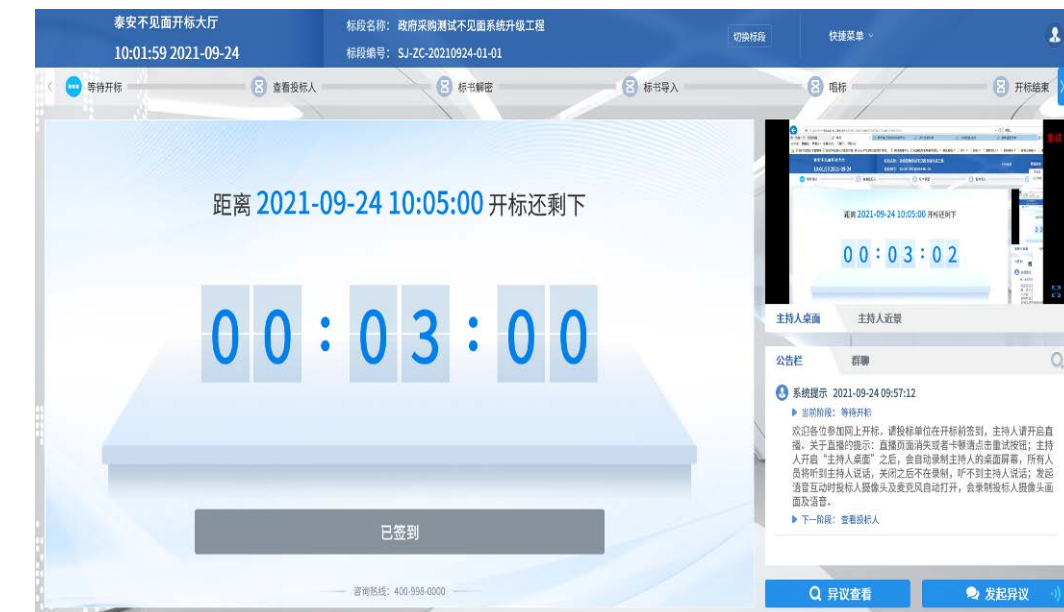 泰安不见面开标大厅
10:01:59 2021-09-24
标段名称： 政府采购测试不见面系统升级工程
标段编号： SJ-ZC-20210924-01-01
切换标段
快捷菜单
等待开标
查看投标人
标书解密
标书导入
唱标
开标结束
距离 2021-09-24 10:05:00 开标还剩下
00 : 03 : 00
已签到
咨询热线：400-998-0000
重试
距离 2021-09-24 10:05:00 开标还剩下
00 : 03 : 02
主持人桌面
主持人近景
公告栏
群聊
系统提示 2021-09-24 09:57:12
当前阶段： 等待开标
欢迎各位参加网上开标。请投标单位在开标前签到，主持人请开启直
播。关于直播的提示：直播页面消失或者卡顿请点击重试按钮；主持
人开启“主持人桌面”之后，会自动录制主持人的桌面屏幕，所有人
员将听到主持人说话，关闭之后不在录制，听不到主持人说话；发起
语音互动时投标人摄像头及麦克风自动打开，会录制投标人摄像头画
面及语音。
下一阶段： 查看投标人
异议查看
发起异议